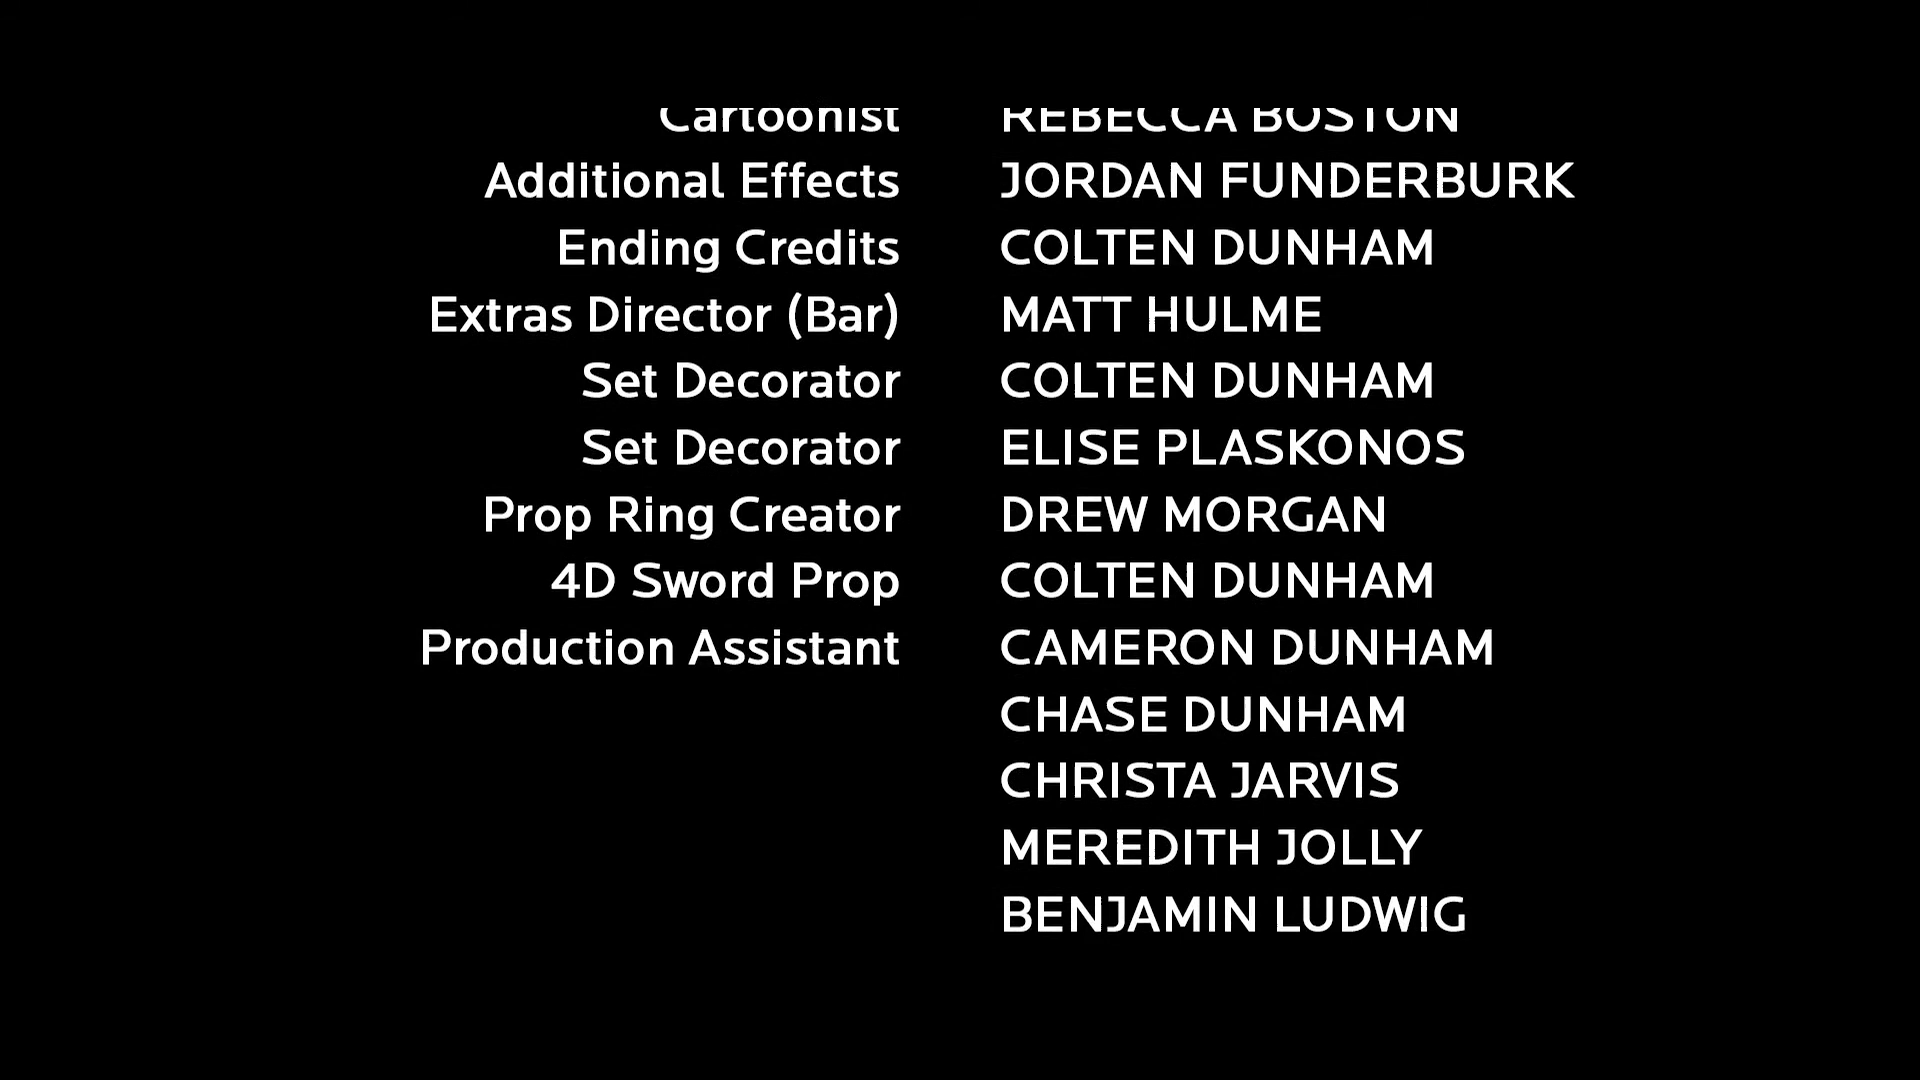 Cartoonist REBECCA BOSTON
Additional Effects JORDAN FUNDERBURK
Ending Credits COLTEN DUNHAM
Extras Director (Bar) MATT HULME
Set Decorator COLTEN DUNHAM
Set Decorator ELISE PLASKONOS
Prop Ring Creator DREW MORGAN
4D Sword Prop COLTEN DUNHAM
Production Assistant CAMERON DUNHAM
CHASE DUNHAM
CHRISTA JARVIS
MEREDITH JOLLY
BENJAMIN LUDWIG